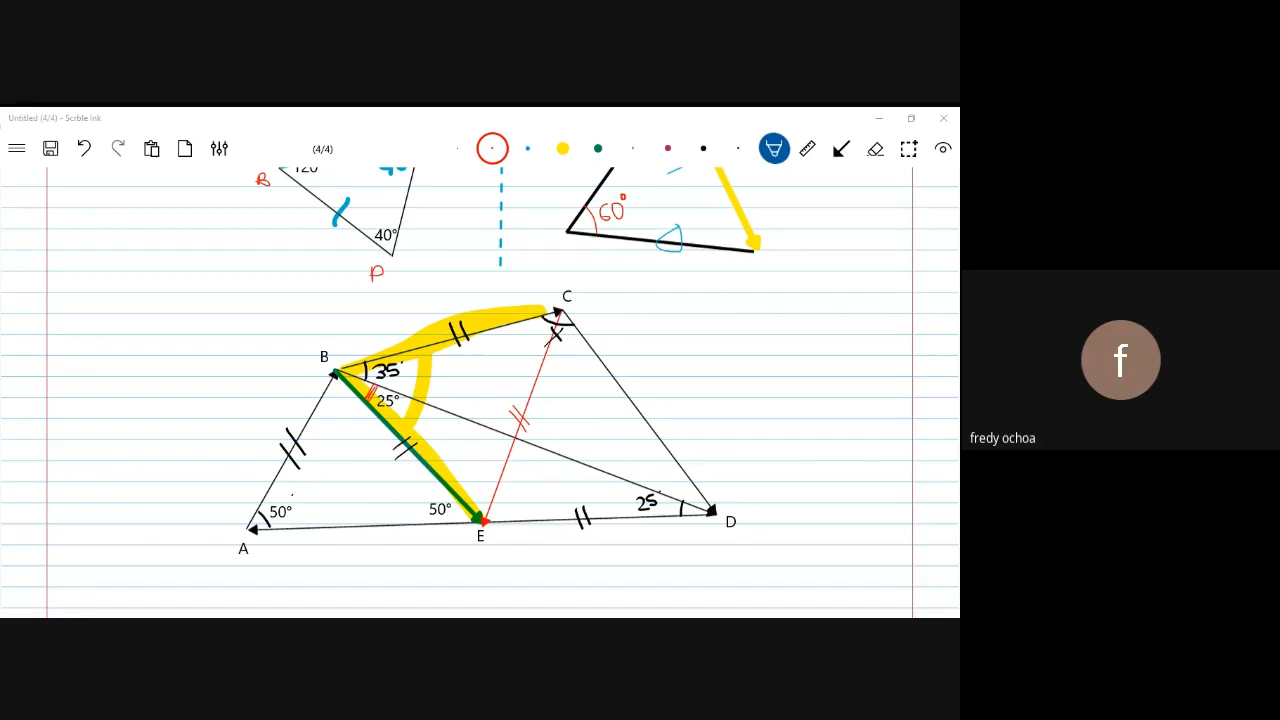 Untitled (4/4) - Scrble Ink
(4/4)
120
B
40°
P
60°
C
B
35°
25°
X
50°
50°
25
A
E
D
f
fredy ochoa